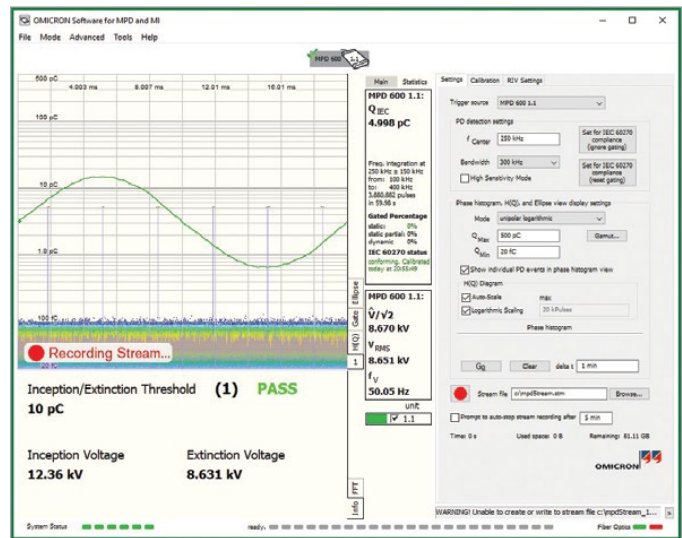 OMICRON Software for MPD and MI
File Mode Advanced Tools Help
MPD 600 1.1
500 pC
4.003 ms 8.007 ms 12.01 ms 16.01 ms
100 pC
10 pC
1.0 pC
100 fC
20 fC
Recording Stream...
Inception/Extinction Threshold (1) PASS
10 pC
Inception Voltage Extinction Voltage
12.36 kV 8.631 kV
Ellipse
Gate
H(Q)
1
FFT
Info
Main Statistics
MPD 600 1.1:
Q IEC
4.998 pC
Freq. integration at
250 kHz ± 150 kHz
from: 100 kHz
to: 400 kHz
pulses
in 59.98 s
Gated Percentage
static: 0%
static partial: 0%
dynamic 0%
IEC 60270 status
conforming. Calibrated
today at 20:55:49
MPD 600 1.1:
V̂/√2
8.670 kV
V RMS
8.651 kV
f V
50.05 Hz
unit
1.1
Settings Calibration RIV Settings
Trigger source MPD 600 1.1
PD detection settings
f Center 250 kHz
Set for IEC 60270
compliance
(ignore gating)
Bandwidth 300 kHz
Set for IEC 60270
compliance
(reset gating)
High Sensitivity Mode
Phase histogram, H(Q), and Ellipse view display settings
Mode unipolar logarithmic
Q Max 500 pC Gamut...
Q Min 20 fC
Show individual PD events in phase histogram view
H(Q) Diagram
Auto-Scale max
Logarithmic Scaling 20 kPulses
Phase histogram
Go Clear delta t 1 min
Stream file c:\mpdStream.stm Browse...
Prompt to auto-stop stream recording after 5 min
Time: 0 s Used space: 0 B Remaining: 81.11 GB
OMICRON
WARNING! Unable to create or write to stream file c:\mpdStream_1...
System Status ready. Fiber Optics